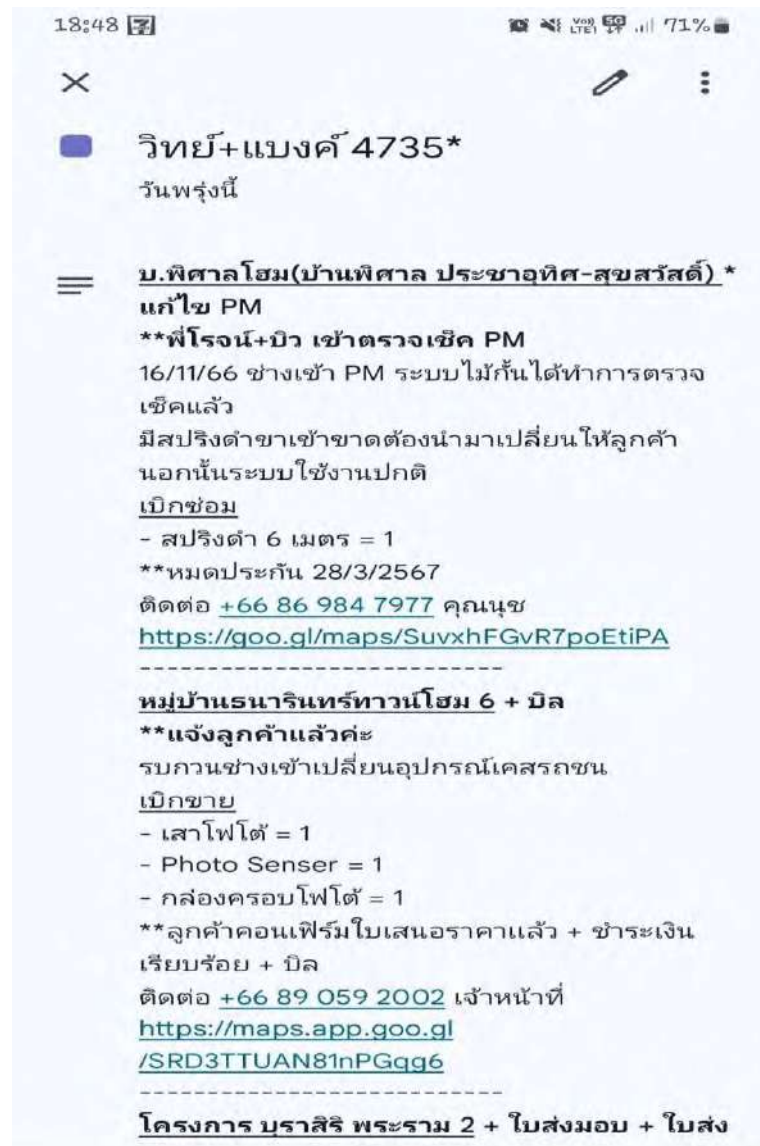 18:48 7
Vo)) LTE1 5G 71%
วิทย์+แบงค์ 4735*
วันพรุ่งนี้
บ.พิศาลโฮม(บ้านพิศาล ประชาอุทิศ-สุขสวัสดิ์) *
แก้ไข PM
**พี่โรจน์+บิว เข้าตรวจเช็ค PM
16/11/66 ช่างเข้า PM ระบบไม้กั้นได้ทำการตรวจ
เช็คแล้ว
มีสปริงดำขาเข้าขาดต้องนำมาเปลี่ยนให้ลูกค้า
นอกนั้นระบบใช้งานปกติ
เบิกซ่อม
- สปริงดำ 6 เมตร = 1
**หมดประกัน 28/3/2567
ติดต่อ +66 86 984 7977 คุณนุช
https://goo.gl/maps/SuvxhFGvR7poEtiPA
---------------------------
หมู่บ้านธนารินทร์ทาวน์โฮม 6 + บิล
**แจ้งลูกค้าแล้วค่ะ
รบกวนช่างเข้าเปลี่ยนอุปกรณ์เคสรถชน
เบิกขาย
- เสาโฟโต้ = 1
- Photo Senser = 1
- กล่องครอบโฟโต้ = 1
**ลูกค้าคอนเฟิร์มใบเสนอราคาแล้ว + ชำระเงิน
เรียบร้อย + บิล
ติดต่อ +66 89 059 2002 เจ้าหน้าที่
https://maps.app.goo.gl
/SRD3TTUAN81nPGqg6
---------------------------
โครงการ บุราสิริ พระราม 2 + ใบส่งมอบ + ใบส่ง